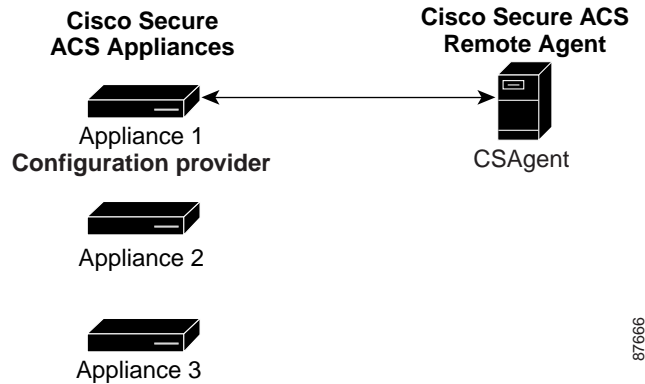 Cisco Secure
ACS Appliances
Cisco Secure ACS
Remote Agent
Appliance 1
Configuration provider
CSAgent
Appliance 2
Appliance 3
87666